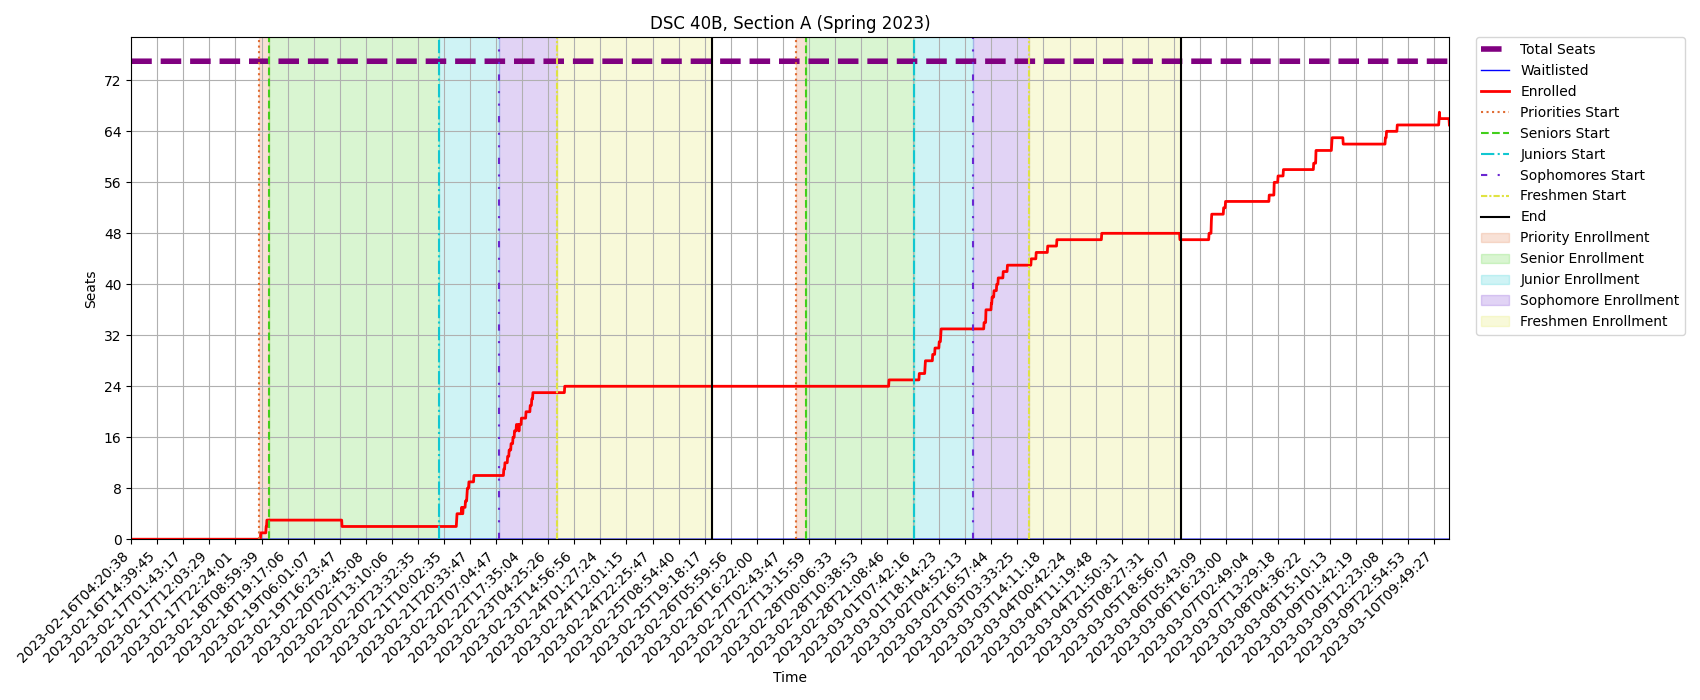 DSC 40B, Section A (Spring 2023)
Total Seats
Waitlisted
Enrolled
Priorities Start
Seniors Start
Juniors Start
Sophomores Start
Freshmen Start
End
Priority Enrollment
Senior Enrollment
Junior Enrollment
Sophomore Enrollment
Freshmen Enrollment
Seats
72
64
56
48
40
32
24
16
8
0
2023-02-16T04:20:38
2023-02-16T14:39:45
2023-02-17T01:43:17
2023-02-17T12:03:29
2023-02-17T22:24:01
2023-02-18T08:59:39
2023-02-18T19:17:06
2023-02-19T06:01:07
2023-02-19T16:23:47
2023-02-20T02:45:08
2023-02-20T13:10:06
2023-02-20T23:32:35
2023-02-21T10:02:35
2023-02-21T20:33:47
2023-02-22T07:04:47
2023-02-22T17:35:04
2023-02-23T04:25:26
2023-02-23T14:56:56
2023-02-24T01:27:24
2023-02-24T12:01:15
2023-02-24T22:25:47
2023-02-25T08:54:40
2023-02-25T19:18:17
2023-02-26T05:59:56
2023-02-26T16:22:00
2023-02-27T02:43:47
2023-02-27T13:15:59
2023-02-28T00:06:33
2023-02-28T10:38:53
2023-02-28T21:08:46
2023-03-01T07:42:16
2023-03-01T18:14:23
2023-03-02T04:52:13
2023-03-02T16:57:44
2023-03-03T03:33:25
2023-03-03T14:11:18
2023-03-04T00:42:24
2023-03-04T11:19:48
2023-03-04T21:50:31
2023-03-05T08:27:31
2023-03-05T18:56:07
2023-03-06T05:43:09
2023-03-06T16:23:00
2023-03-07T02:49:04
2023-03-07T13:29:18
2023-03-08T04:36:22
2023-03-08T15:10:13
2023-03-09T01:42:19
2023-03-09T12:23:08
2023-03-09T22:54:53
2023-03-10T09:49:27
Time